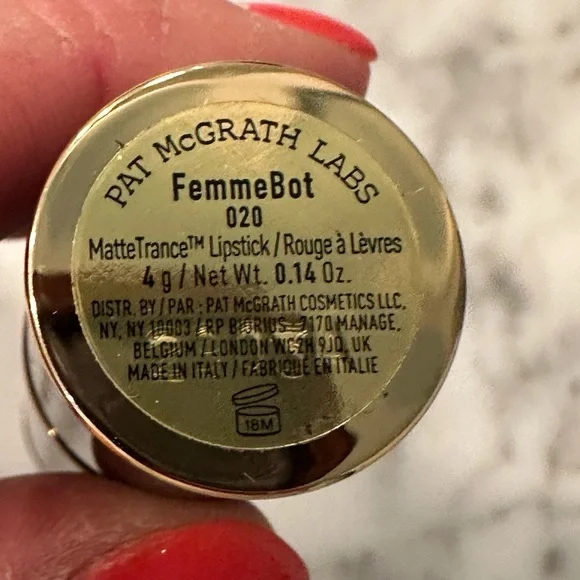 PAT McGRATH LABS
FemmeBot
020
MatteTrance™ Lipstick / Rouge à Lèvres
4 g / Net Wt. 0.14 Oz.
DISTR. BY / PAR : PAT McGRATH COSMETICS LLC.
NY, NY 10003 / RP BIORIUS - 7170 MANAGE,
BELGIUM / LONDON WC2H 9JQ, UK
MADE IN ITALY / FABRIQUÉ EN ITALIE
18M